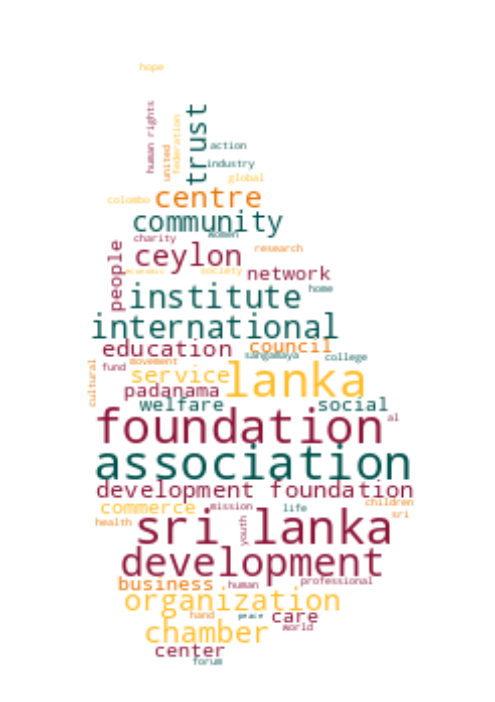 hope
human rights
united
federation
trust
action
industry
global
colombo
centre
community
women
charity
ceylon
research
people
economic
society
network
home
institute
international
education
council
sangamaya
college
cultural
fund
movement
service
lanka
padanama
welfare
social
foundation
al
association
development foundation
commerce
mission
life
children
sri
health
youth
sri lanka
development
business
human
professional
organization
hand
peace
care
chamber
world
center
forum